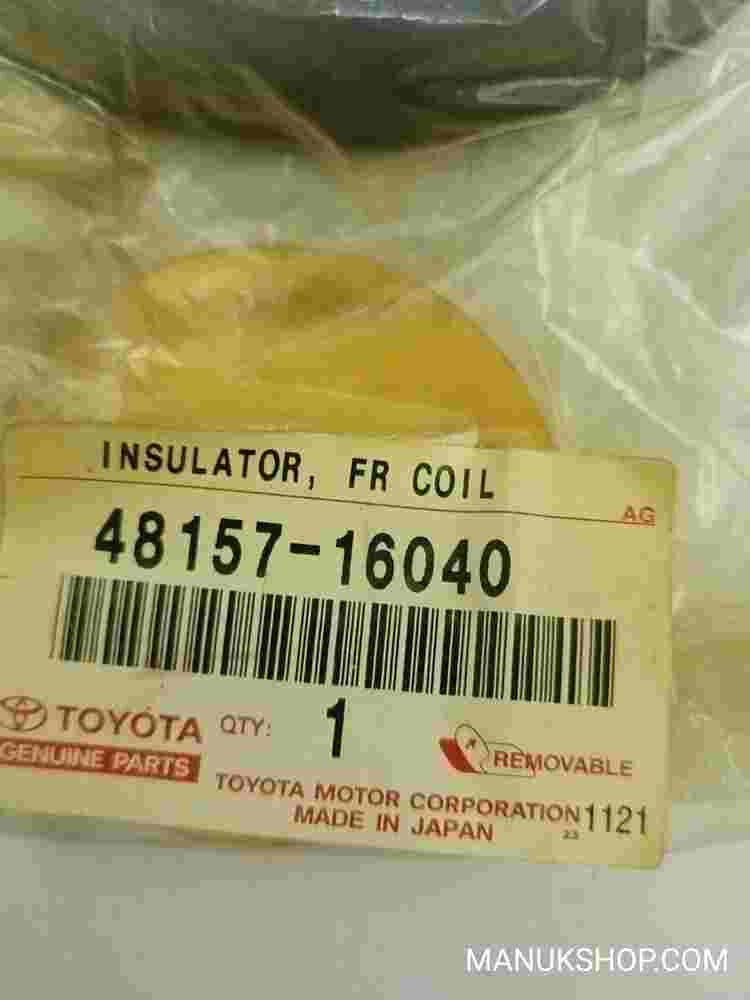 INSULATOR, FR COIL
AG
48157-16040
TOYOTA QTY: 1
GENUINE PARTS
REMOVABLE
TOYOTA MOTOR CORPORATION
MADE IN JAPAN
23 1121
MANUKSHOP.COM